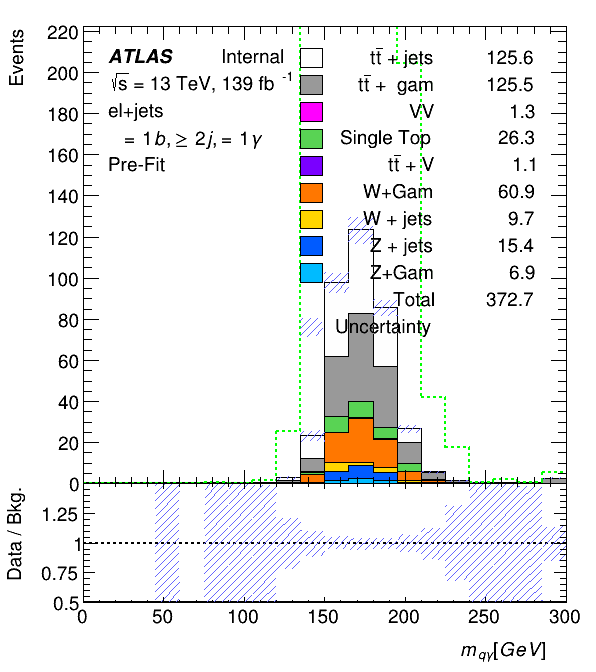 Events
220
200
180
160
140
120
100
80
60
40
20
0
ATLAS Internal
√s = 13 TeV, 139 fb⁻¹
el+jets
= 1b, ≥ 2j, = 1γ
Pre-Fit
tt̄ + jets 125.6
tt̄ + gam 125.5
VV 1.3
Single Top 26.3
tt̄ + V 1.1
W+Gam 60.9
W + jets 9.7
Z + jets 15.4
Z+Gam 6.9
Total 372.7
Uncertainty
Data / Bkg.
1.25
1
0.75
0.5
0 50 100 150 200 250 300
m_qγ[GeV]